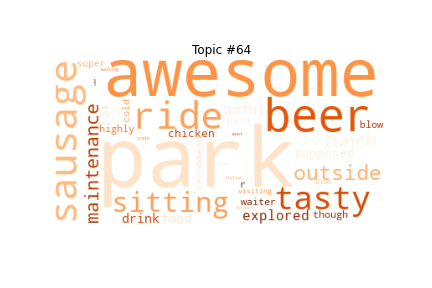 Topic #64
super
awesome
sausage
maintenance
cold
ride
awful
beer
blow
highly
chicken
recommend
lunch
supposed
park
outside
sitting
r
visiting
tasty
waiter
drink
food
explored
though